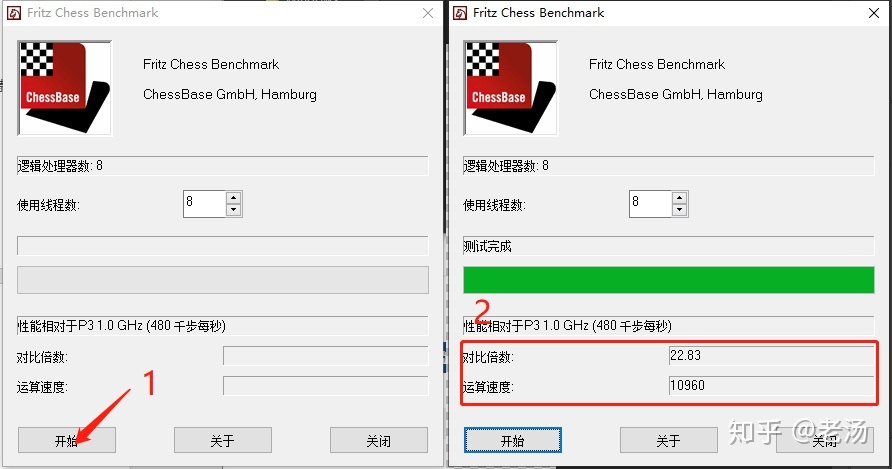 Fritz Chess Benchmark
Fritz Chess Benchmark
ChessBase GmbH, Hamburg
ChessBase
逻辑处理器数: 8
使用线程数:
8
性能相对于P3 1.0 GHz (480 千步每秒)
对比倍数:
运算速度:
1
开始
关于
关闭
Fritz Chess Benchmark
Fritz Chess Benchmark
ChessBase GmbH, Hamburg
ChessBase
逻辑处理器数: 8
使用线程数:
8
测试完成
2
性能相对于P3 1.0 GHz (480 千步每秒)
对比倍数:
22.83
运算速度:
10960
开始
关于
关闭
知乎 @老汤